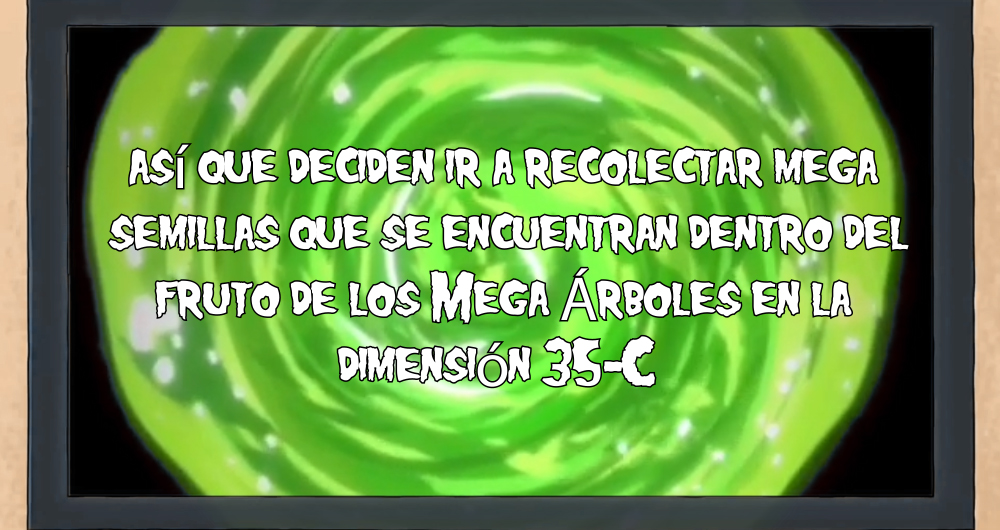 así que deciden ir a recolectar mega
semillas que se encuentran dentro del
fruto de los Mega Árboles en la
dimensión 35-C